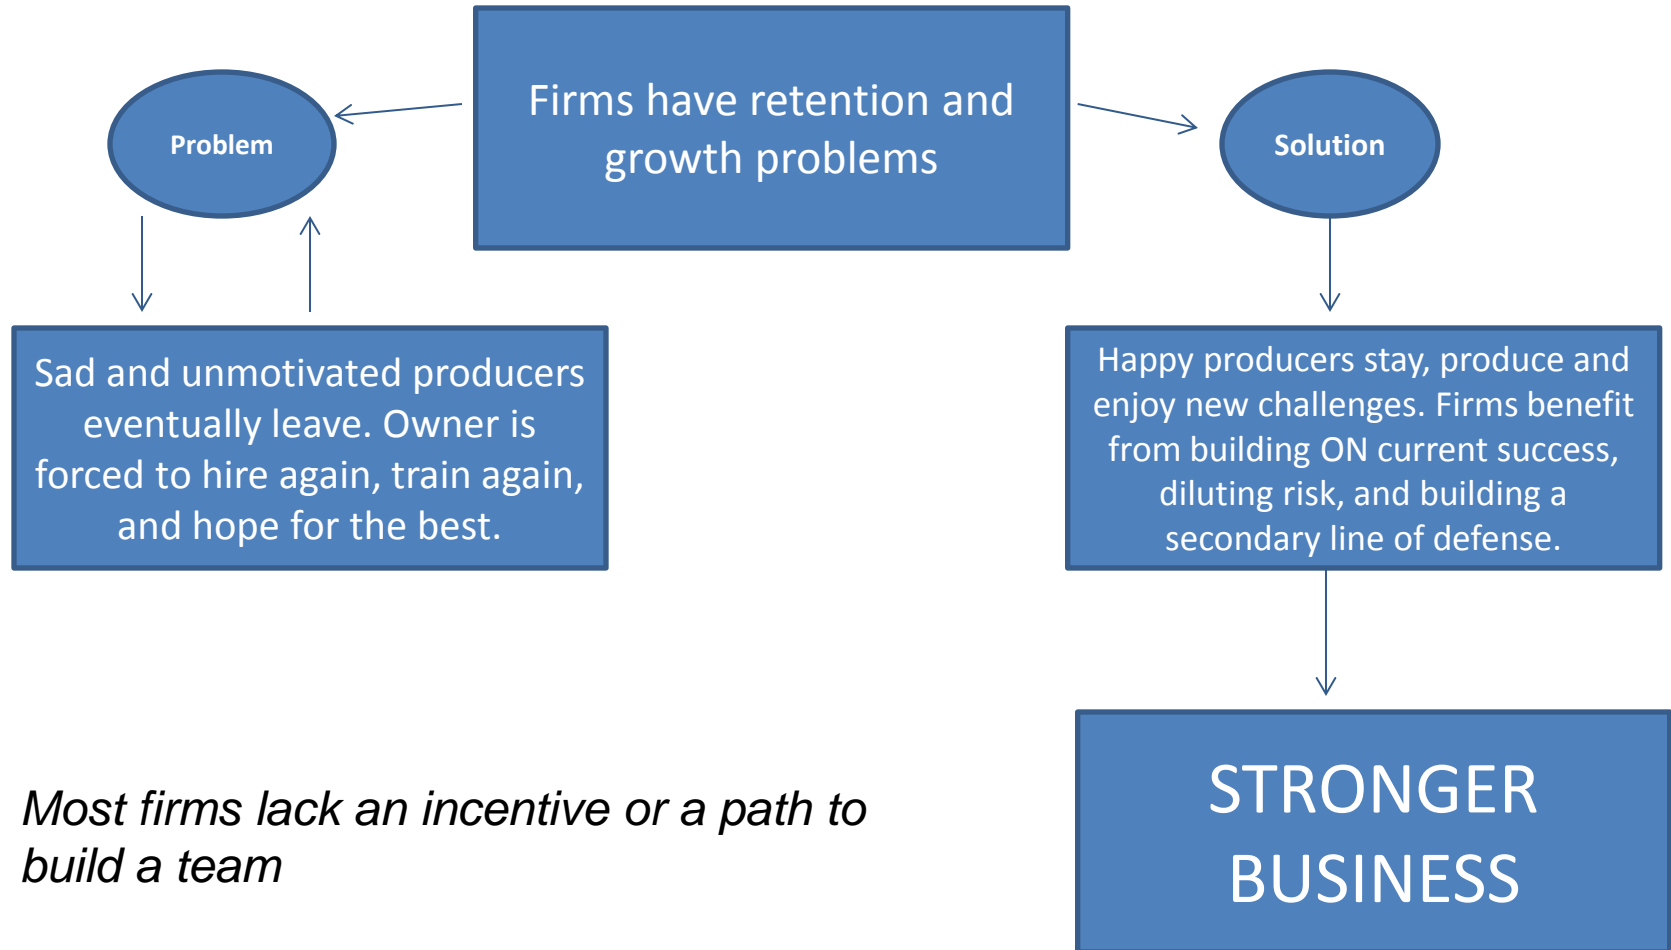 Firms have retention and
growth problems
Problem
Solution
Sad and unmotivated producers
eventually leave. Owner is
forced to hire again, train again,
and hope for the best.
Happy producers stay, produce and
enjoy new challenges. Firms benefit
from building ON current success,
diluting risk, and building a
secondary line of defense.
Most firms lack an incentive or a path to
build a team
STRONGER
BUSINESS